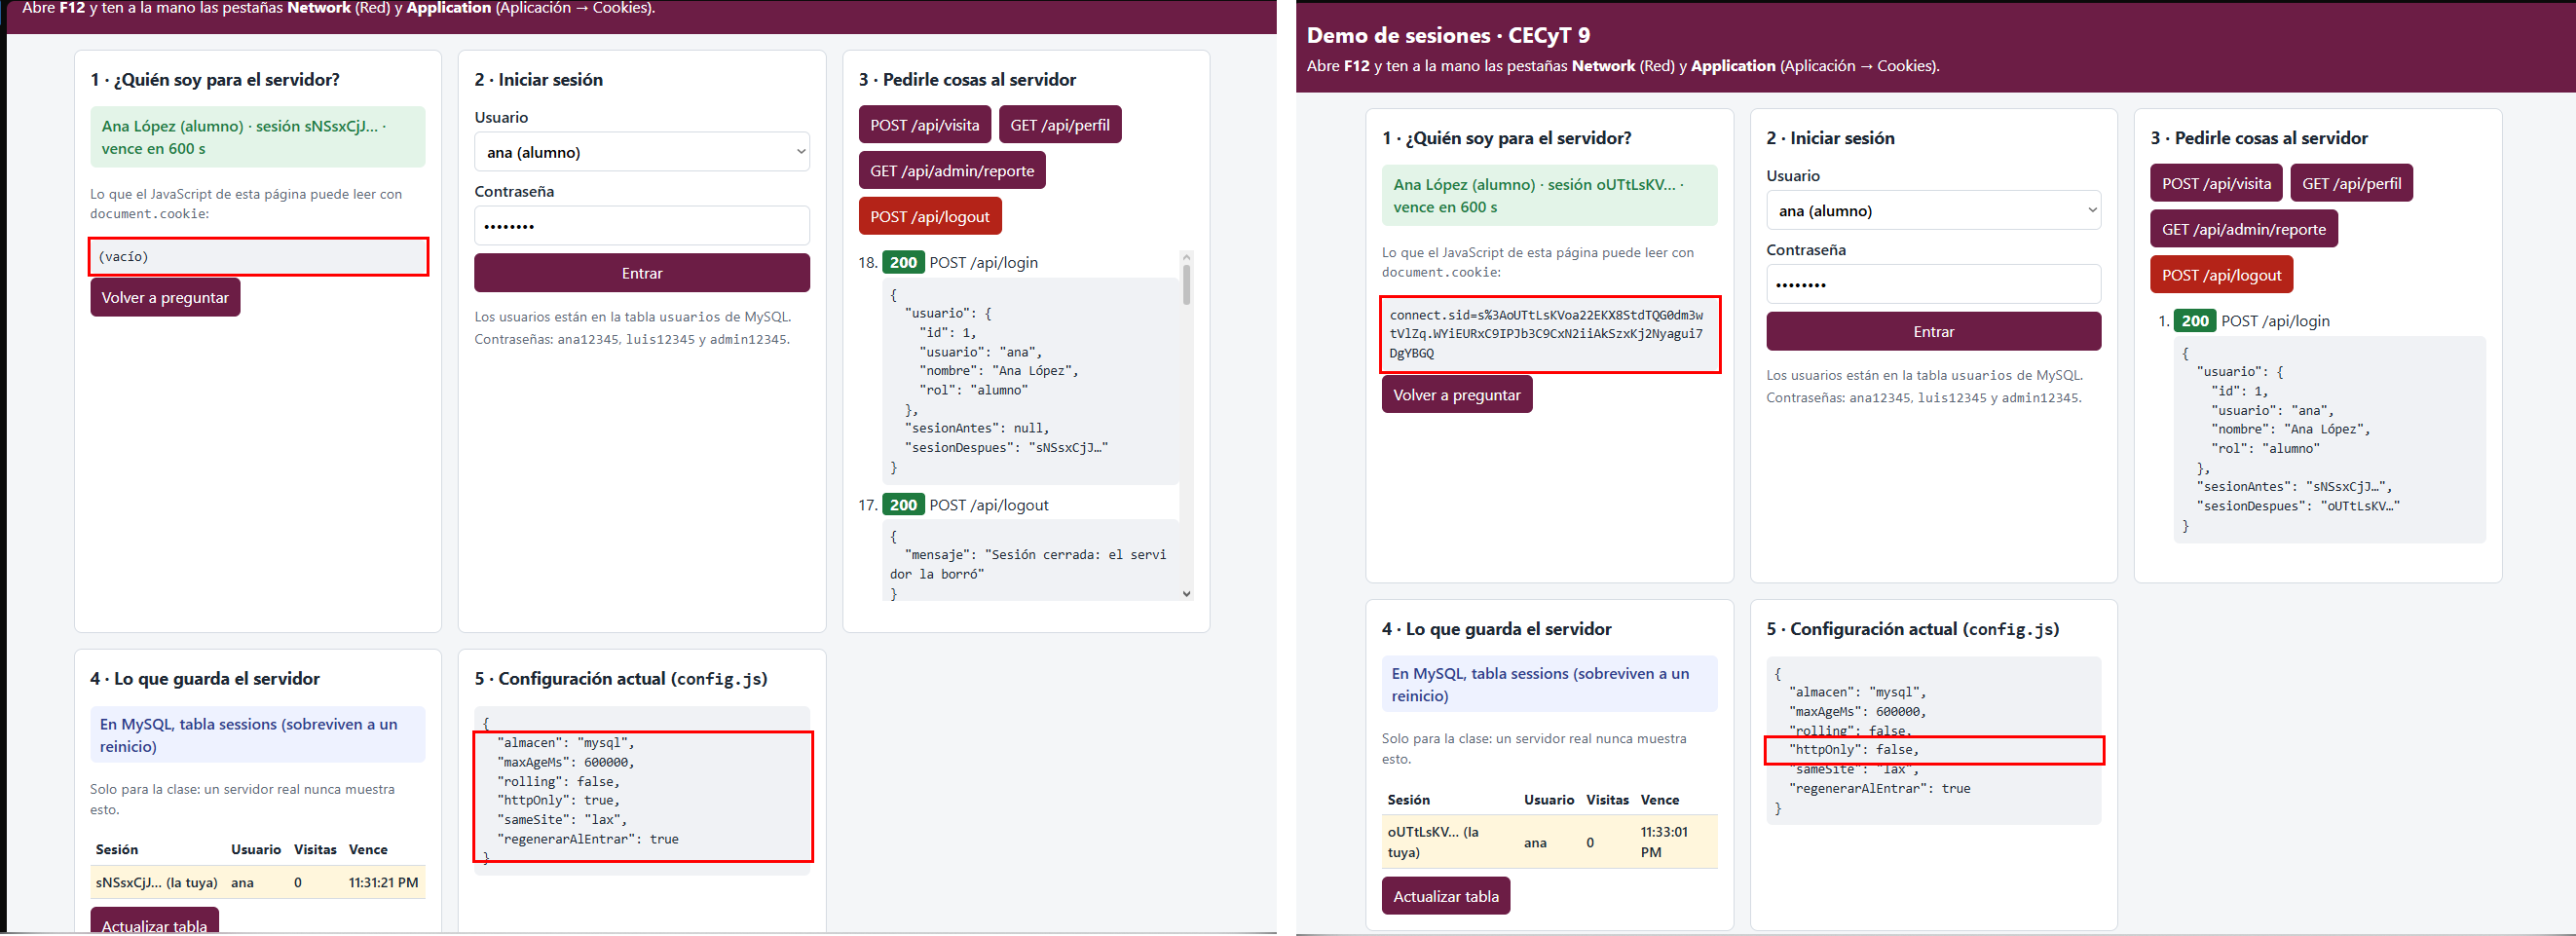 Abre F12 y ten a la mano las pestañas Network (Red) y Application (Aplicación → Cookies).
1 · ¿Quién soy para el servidor?
Ana López (alumno) · sesión sNSsxCjJ… ·
vence en 600 s
Lo que el JavaScript de esta página puede leer con
document.cookie:
(vacío)
Volver a preguntar
2 · Iniciar sesión
Usuario
ana (alumno)
Contraseña
••••••••
Entrar
Los usuarios están en la tabla usuarios de MySQL.
Contraseñas: ana12345, luis12345 y admin12345.
3 · Pedirle cosas al servidor
POST /api/visita
GET /api/perfil
GET /api/admin/reporte
POST /api/logout
18. 200 POST /api/login
{
"usuario": {
"id": 1,
"usuario": "ana",
"nombre": "Ana López",
"rol": "alumno"
},
"sesionAntes": null,
"sesionDespues": "sNSsxCjJ…"
}
17. 200 POST /api/logout
{
"mensaje": "Sesión cerrada: el servi
dor la borró"
}
4 · Lo que guarda el servidor
En MySQL, tabla sessions (sobreviven a un
reinicio)
Solo para la clase: un servidor real nunca muestra
esto.
Sesión Usuario Visitas Vence
sNSsxCjJ… (la tuya) ana 0 11:31:21 PM
Actualizar tabla
5 · Configuración actual (config.js)
{
"almacen": "mysql",
"maxAgeMs": 600000,
"rolling": false,
"httpOnly": true,
"sameSite": "lax",
"regenerarAlEntrar": true
}
Demo de sesiones · CECyT 9
Abre F12 y ten a la mano las pestañas Network (Red) y Application (Aplicación → Cookies).
1 · ¿Quién soy para el servidor?
Ana López (alumno) · sesión oUTtLsKV… ·
vence en 600 s
Lo que el JavaScript de esta página puede leer con
document.cookie:
connect.sid=s%3AoUTtLsKVoa22EKX8StdTQG0dm3w
tVlZq.WYiEURxC9IPJb3C9CxN2iiAkSzxKj2Nyagui7
DgYBGQ
Volver a preguntar
2 · Iniciar sesión
Usuario
ana (alumno)
Contraseña
••••••••
Entrar
Los usuarios están en la tabla usuarios de MySQL.
Contraseñas: ana12345, luis12345 y admin12345.
3 · Pedirle cosas al servidor
POST /api/visita
GET /api/perfil
GET /api/admin/reporte
POST /api/logout
1. 200 POST /api/login
{
"usuario": {
"id": 1,
"usuario": "ana",
"nombre": "Ana López",
"rol": "alumno"
},
"sesionAntes": "sNSsxCjJ…",
"sesionDespues": "oUTtLsKV…"
}
4 · Lo que guarda el servidor
En MySQL, tabla sessions (sobreviven a un
reinicio)
Solo para la clase: un servidor real nunca muestra
esto.
Sesión Usuario Visitas Vence
oUTtLsKV… (la
tuya) ana 0 11:33:01
PM
Actualizar tabla
5 · Configuración actual (config.js)
{
"almacen": "mysql",
"maxAgeMs": 600000,
"rolling": false,
"httpOnly": false,
"sameSite": "lax",
"regenerarAlEntrar": true
}